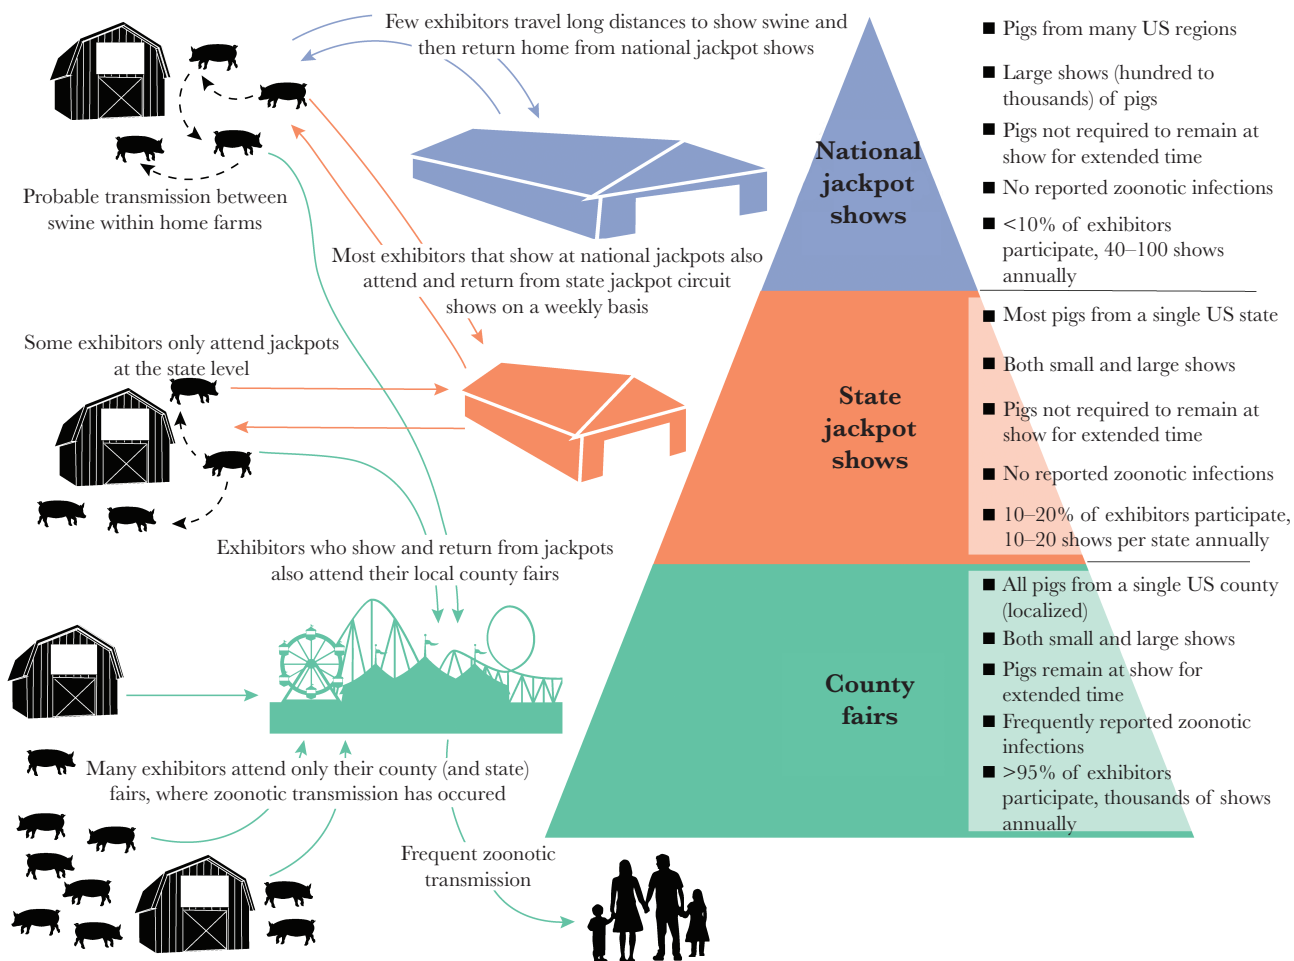 Few exhibitors travel long distances to show swine and
then return home from national jackpot shows
Probable transmission between
swine within home farms
Most exhibitors that show at national jackpots also
attend and return from state jackpot circuit
shows on a weekly basis
Some exhibitors only attend jackpots
at the state level
Exhibitors who show and return from jackpots
also attend their local county fairs
Many exhibitors attend only their county (and state)
fairs, where zoonotic transmission has occured
Frequent zoonotic
transmission
National
jackpot
shows
■ Pigs from many US regions
■ Large shows (hundred to
thousands) of pigs
■ Pigs not required to remain at
show for extended time
■ No reported zoonotic infections
■ <10% of exhibitors
participate, 40–100 shows
annually
State
jackpot
shows
■ Most pigs from a single US state
■ Both small and large shows
■ Pigs not required to remain at
show for extended time
■ No reported zoonotic infections
■ 10–20% of exhibitors participate,
10–20 shows per state annually
County
fairs
■ All pigs from a single US county
(localized)
■ Both small and large shows
■ Pigs remain at show for
extended time
■ Frequently reported zoonotic
infections
■ >95% of exhibitors
participate, thousands of shows
annually